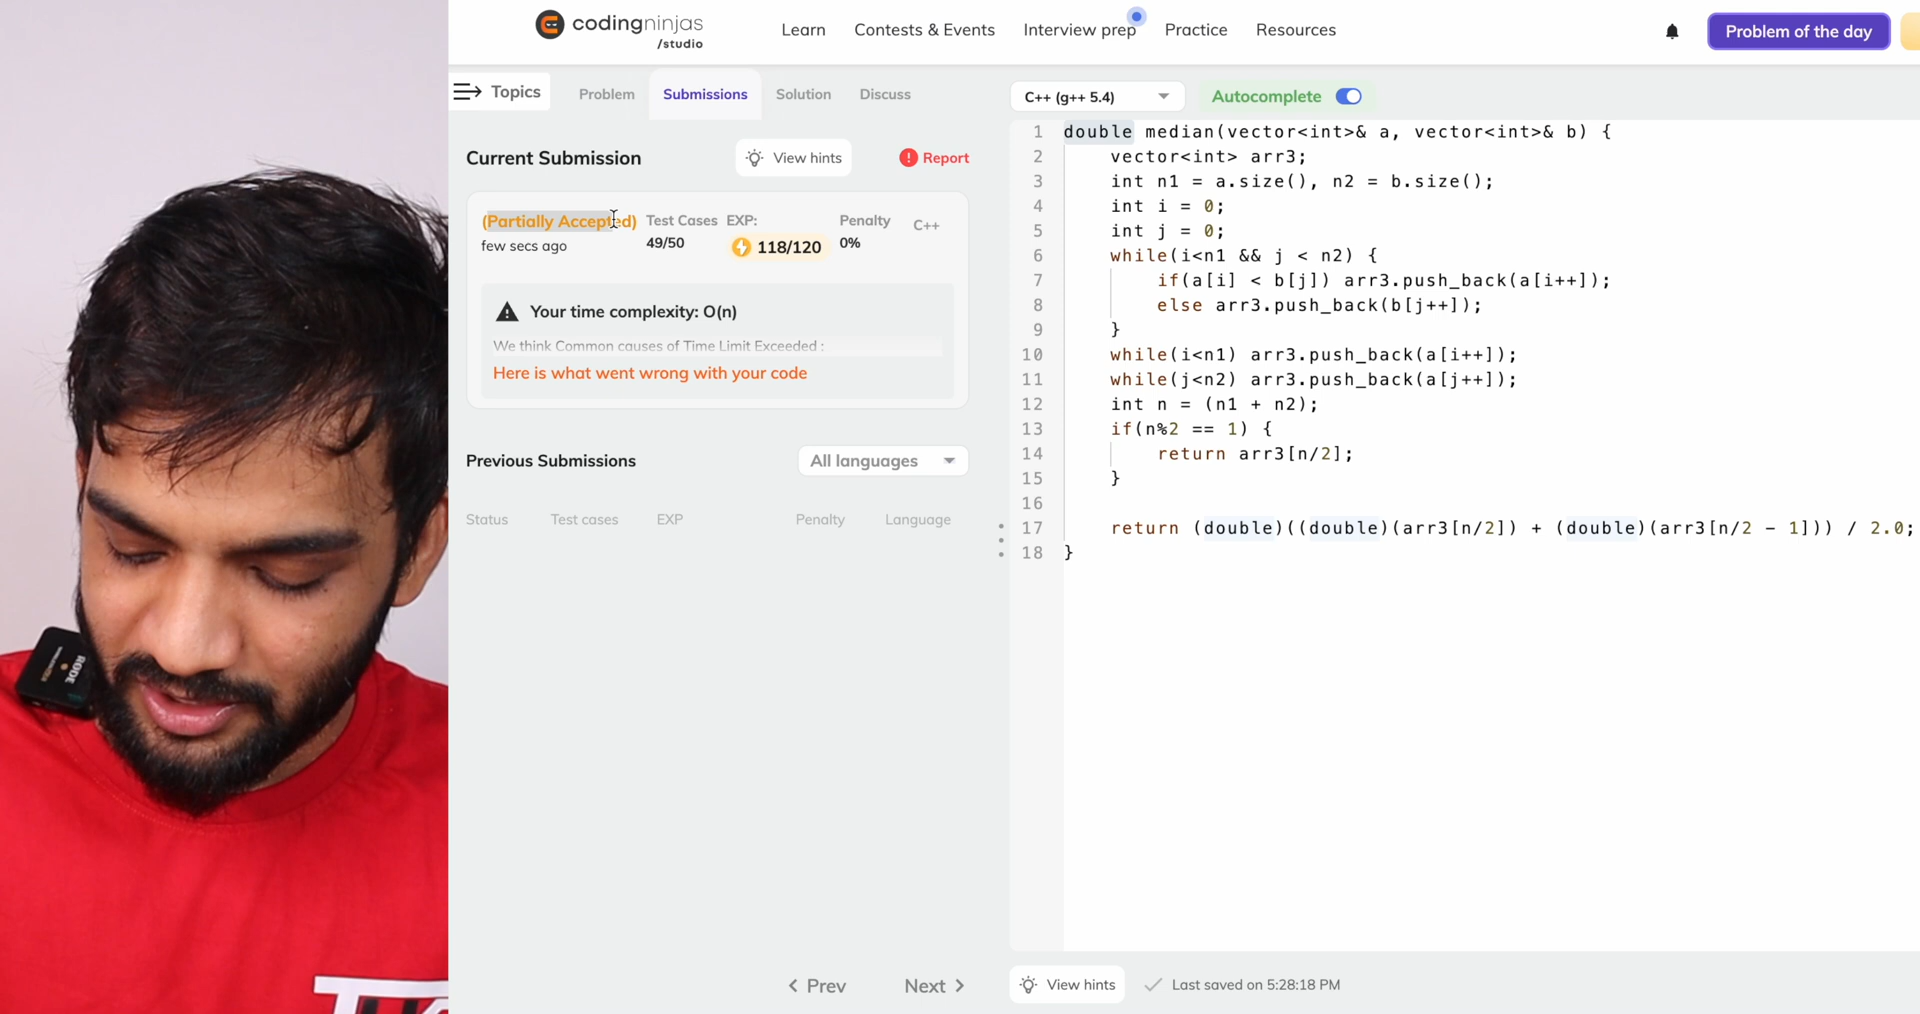 codingninjas
/studio
Learn
Contests & Events
Interview prep
Practice
Resources
Problem of the day
Topics
Problem
Submissions
Solution
Discuss
C++ (g++ 5.4)
Autocomplete
Current Submission
View hints
! Report
(Partially Accepted)
few secs ago
Test Cases
49/50
EXP:
118/120
Penalty
0%
C++
Your time complexity: O(n)
We think Common causes of Time Limit Exceeded :
Here is what went wrong with your code
Previous Submissions
All languages
Status
Test cases
EXP
Penalty
Language
< Prev
Next >
1 double median(vector<int>& a, vector<int>& b) {
2 vector<int> arr3;
3 int n1 = a.size(), n2 = b.size();
4 int i = 0;
5 int j = 0;
6 while(i<n1 && j < n2) {
7 if(a[i] < b[j]) arr3.push_back(a[i++]);
8 else arr3.push_back(b[j++]);
9 }
10 while(i<n1) arr3.push_back(a[i++]);
11 while(j<n2) arr3.push_back(a[j++]);
12 int n = (n1 + n2);
13 if(n%2 == 1) {
14 return arr3[n/2];
15 }
16
17 return (double)((double)(arr3[n/2]) + (double)(arr3[n/2 - 1])) / 2.0;
18 }
View hints
Last saved on 5:28:18 PM
RODE